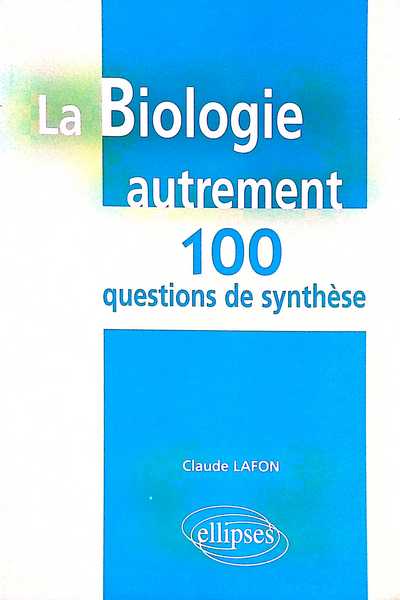 La Biologie
autrement
100
questions de synthèse
Claude LAFON
ellipses